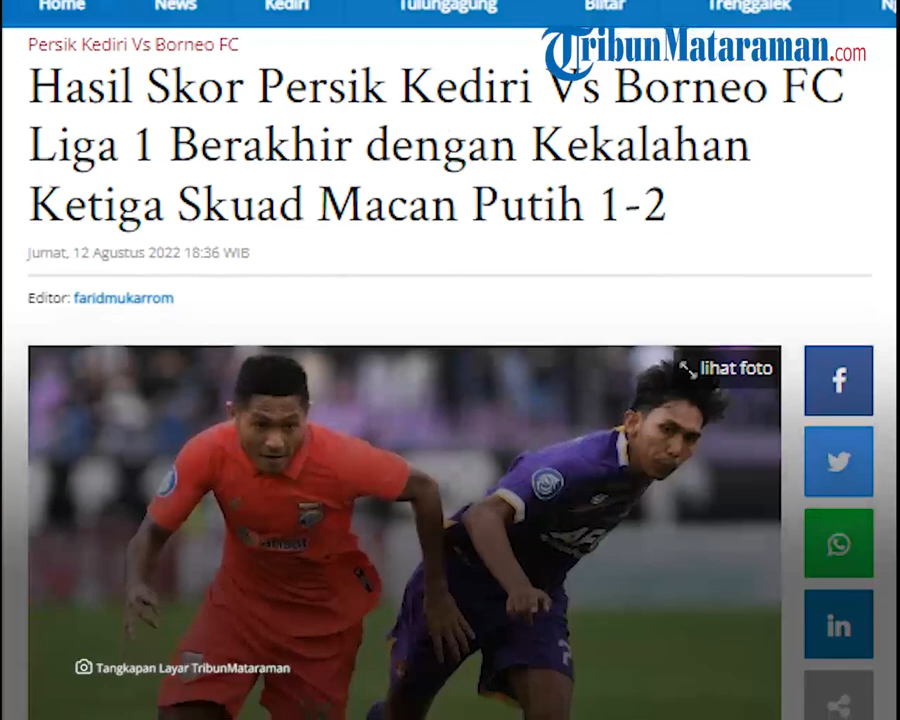 Home News Kediri Tulungagung Blitar Trenggalek
Persik Kediri Vs Borneo FC
TribunMataraman.com
Hasil Skor Persik Kediri Vs Borneo FC
Liga 1 Berakhir dengan Kekalahan
Ketiga Skuad Macan Putih 1-2
Jumat, 12 Agustus 2022 18:36 WIB
Editor: faridmukarrom
lihat foto
Tangkapan Layar TribunMataraman